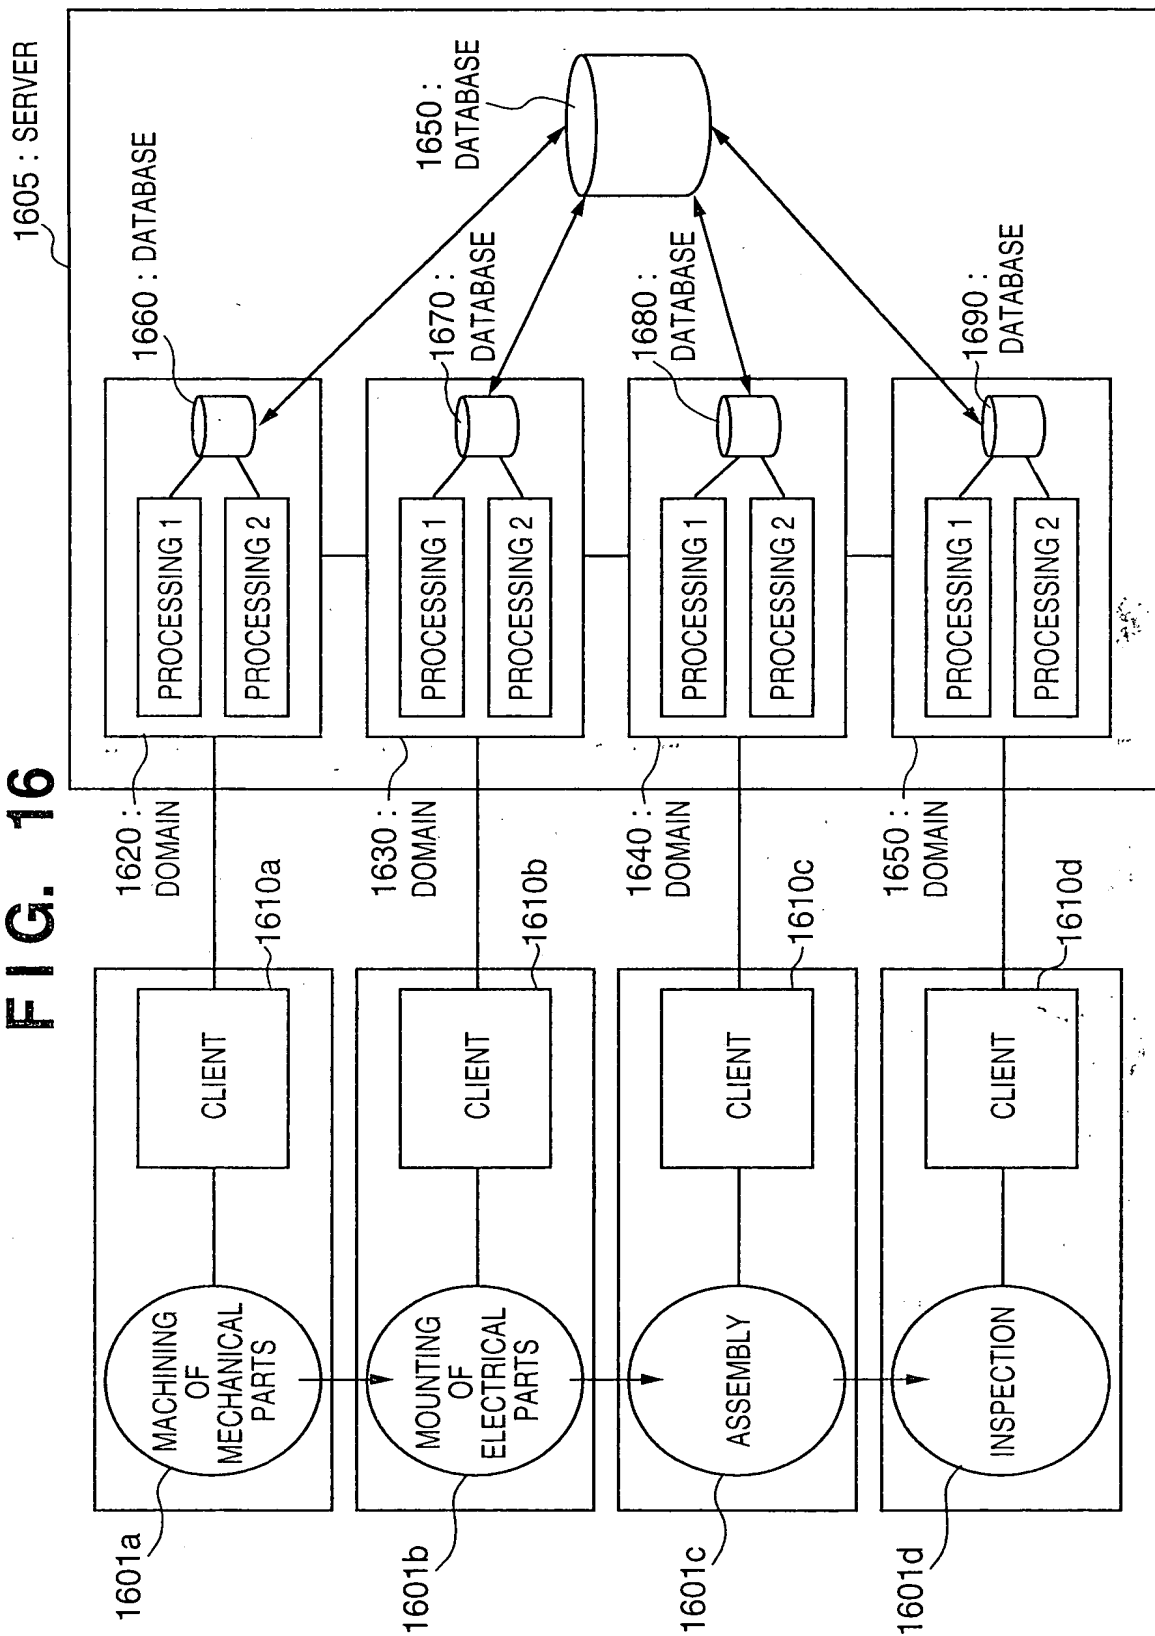 FIG. 16
1605 : SERVER
1601a
MACHINING
OF
MECHANICAL
PARTS
CLIENT
1610a
1620 :
DOMAIN
PROCESSING 1
PROCESSING 2
1660 : DATABASE
1601b
MOUNTING
OF
ELECTRICAL
PARTS
CLIENT
1610b
1630 :
DOMAIN
PROCESSING 1
PROCESSING 2
1670 :
DATABASE
1650 :
DATABASE
1601c
ASSEMBLY
CLIENT
1610c
1640 :
DOMAIN
PROCESSING 1
PROCESSING 2
1680 :
DATABASE
1601d
INSPECTION
CLIENT
1610d
1650 :
DOMAIN
PROCESSING 1
PROCESSING 2
1690 :
DATABASE